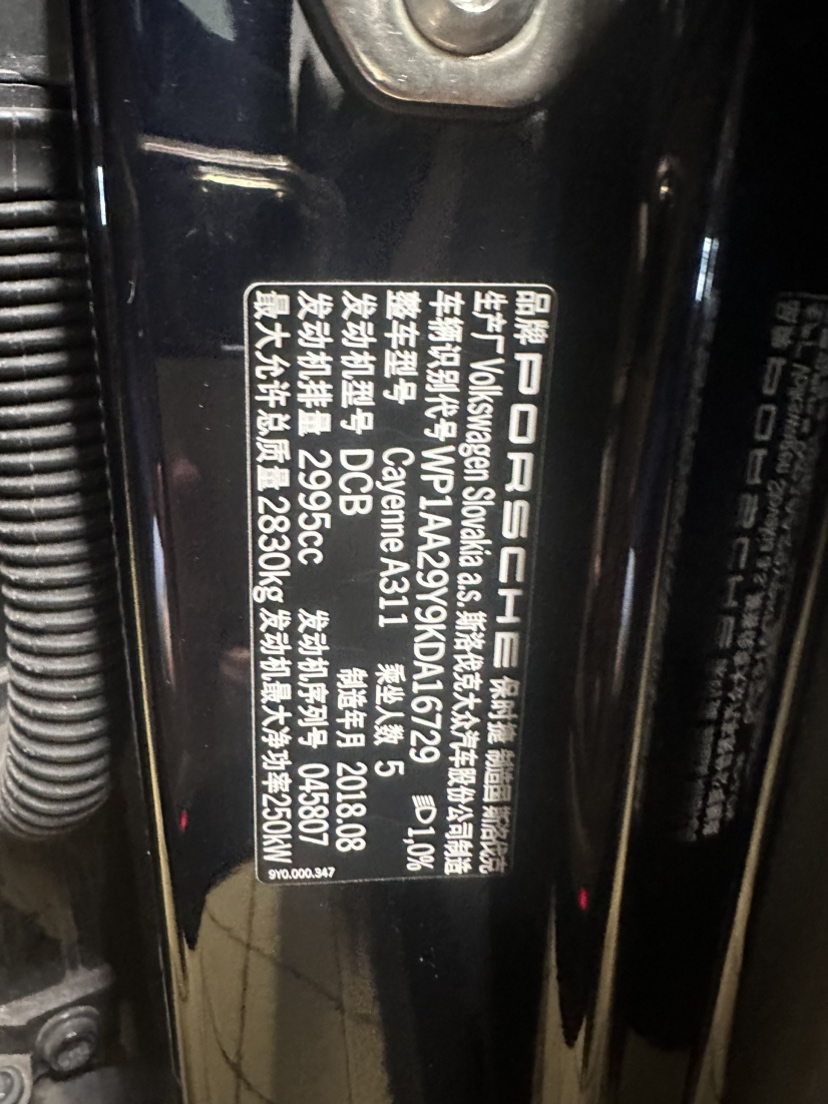 品牌 PORSCHE 保时捷 制造国 斯洛伐克
生产厂 Volkswagen Slovakia a.s.斯洛伐克大众汽车股份公司制造
车辆识别代号 WP1AA29Y9KDA16729 1,0%
整车型号 Cayenne A311 乘坐人数 5
发动机型号 DCB 制造年月 2018.08
发动机排量 2995cc 发动机序列号 045807
最大允许总质量 2830kg 发动机最大净功率250kW
9Y0.000.347